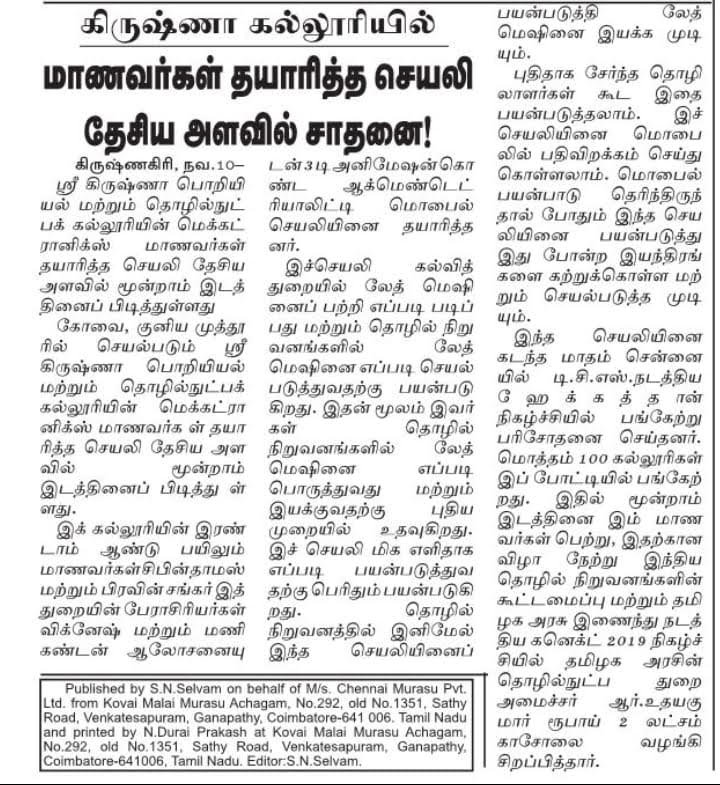 கிருஷ்ணா கல்லூரியில்
மாணவர்கள் தயாரித்த செயலி
தேசிய அளவில் சாதனை!
கிருஷ்ணகிரி, நவ.10–
ஸ்ரீ கிருஷ்ணா பொறியி
யல் மற்றும் தொழில்நுட்
பக் கல்லூரியின் மெக்கட்
ரானிக்ஸ் மாணவர்கள்
தயாரித்த செயலி தேசிய
அளவில் மூன்றாம் இடத்
தினைப் பிடித்துள்ளது
கோவை, குனிய முத்தூ
ரில் செயல்படும் ஸ்ரீ
கிருஷ்ணா பொறியியல்
மற்றும் தொழில்நுட்பக்
கல்லூரியின் மெக்கட்ரா
னிக்ஸ் மாணவர்க ள் தயா
ரித்த செயலி தேசிய அள
வில் மூன்றாம்
இடத்தினைப் பிடித்து ள்
ளது.
இக் கல்லூரியின் இரண்
டாம் ஆண்டு பயிலும்
மாணவர்கள்சிபின்தாமஸ்
மற்றும் பிரவின் சங்கர் இத்
துறையின் பேராசிரியர்கள்
விக்னேஷ் மற்றும் மணி
கண்டன் ஆலோசனையு
டன்3டி அனிமேஷன்கொ
ண்ட ஆக்மெண்டெட்
ரியாலிட்டி மொபைல்
செயலியினை தயாரித்த
னர்.
இச்செயலி கல்வித்
துறையில் லேத் மெஷி
னைப் பற்றி எப்படி படிப்
பது மற்றும் தொழில் நிறு
வனங்களில் லேத்
மெஷினை எப்படி செயல்
படுத்துவதற்கு பயன்படு
கிறது. இதன் மூலம் இவர்
கள் தொழில்
நிறுவனங்களில் லேத்
மெஷினை எப்படி
பொருத்துவது மற்றும்
இயக்குவதற்கு புதிய
முறையில் உதவுகிறது.
இச் செயலி மிக எளிதாக
எப்படி பயன்படுத்துவ
தற்கு பெரிதும் பயன்படுகி
றது. தொழில்
நிறுவனத்தில் இனிமேல்
இந்த செயலியினைப்
பயன்படுத்தி லேத்
மெஷினை இயக்க முடி
யும்.
புதிதாக சேர்ந்த தொழி
லாளர்கள் கூட இதை
பயன்படுத்தலாம். இச்
செயலியினை மொபை
லில் பதிவிறக்கம் செய்து
கொள்ளலாம். மொபைல்
பயன்பாடு தெரிந்திருந்
தால் போதும் இந்த செய
லியினை பயன்படுத்து
இது போன்ற இயந்திரங்
களை கற்றுக்கொள்ள மற்
றும் செயல்படுத்த முடி
யும்.
இந்த செயலியினை
கடந்த மாதம் சென்னை
யில் டி.சி.எஸ்.நடத்திய
ஹேக்கத்தான்
நிகழ்ச்சியில் பங்கேற்று
பரிசோதனை செய்தனர்.
மொத்தம் 100 கல்லூரிகள்
இப் போட்டியில் பங்கேற்
றது. இதில் மூன்றாம்
இடத்தினை இம் மாண
வர்கள் பெற்று, இதற்கான
விழா நேற்று இந்திய
தொழில் நிறுவனங்களின்
கூட்டமைப்பு மற்றும் தமி
ழக அரசு இணைந்து நடத்
திய கனெக்ட் 2019 நிகழ்ச்
சியில் தமிழக அரசின்
தொழில்நுட்ப துறை
அமைச்சர் ஆர்.உதயகு
மார் ரூபாய் 2 லட்சம்
காசோலை வழங்கி
சிறப்பித்தார்.
Published by S.N.Selvam on behalf of M/s. Chennai Murasu Pvt.
Ltd. from Kovai Malai Murasu Achagam, No.292, old No.1351, Sathy
Road, Venkatesapuram, Ganapathy, Coimbatore-641 006. Tamil Nadu
and printed by N.Durai Prakash at Kovai Malai Murasu Achagam,
No.292, old No.1351, Sathy Road, Venkatesapuram, Ganapathy,
Coimbatore-641006, Tamil Nadu. Editor:S.N.Selvam.